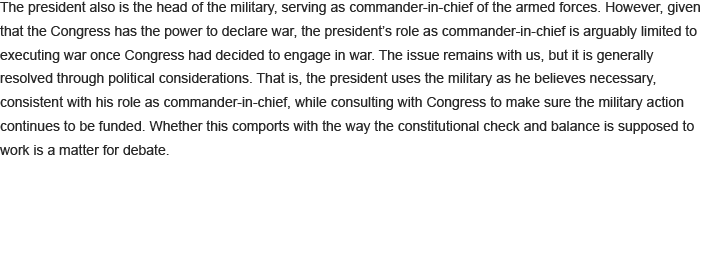 The president also is the head of the military, serving as commander-in-chief of the armed forces. However, given
that the Congress has the power to declare war, the president's role as commander-in-chief is arguably limited to
executing war once Congress had decided to engage in war. The issue remains with us, but it is generally
resolved through political considerations. That is, the president uses the military as he believes necessary,
consistent with his role as commander-in-chief, while consulting with Congress to make sure the military action
continues to be funded. Whether this comports with the way the constitutional check and balance is supposed to
work is a matter for debate.